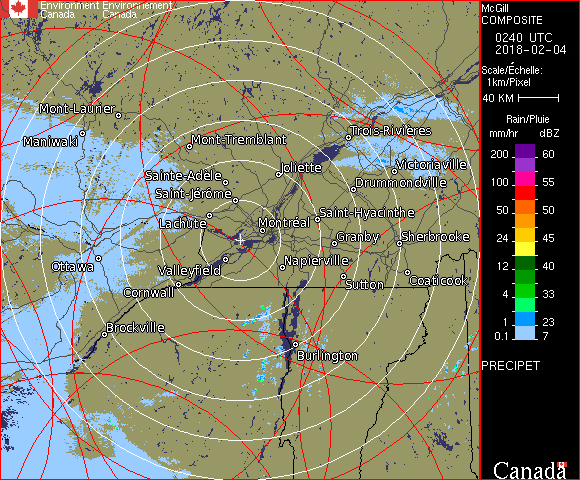 Environment Environnement
Canada Canada
Mont-Laurier
Maniwaki
Mont-Tremblant
Trois-Rivières
Sainte-Adèle
Joliette
Victoriaville
Saint-Jérôme
Drummondville
Lachute
Montréal
Saint-Hyacinthe
Granby
Sherbrooke
Ottawa
Valleyfield
Napierville
Cornwall
Sutton
Coaticook
Brockville
Burlington
McGill
COMPOSITE
0240 UTC
2018-02-04
Scale/Échelle:
1km/Pixel
40 KM
Rain/Pluie
mm/hr dBZ
200 60
100 55
50 50
24 45
12 40
8 33
4 30
1 23
0.1 7
PRECIPET
Canada